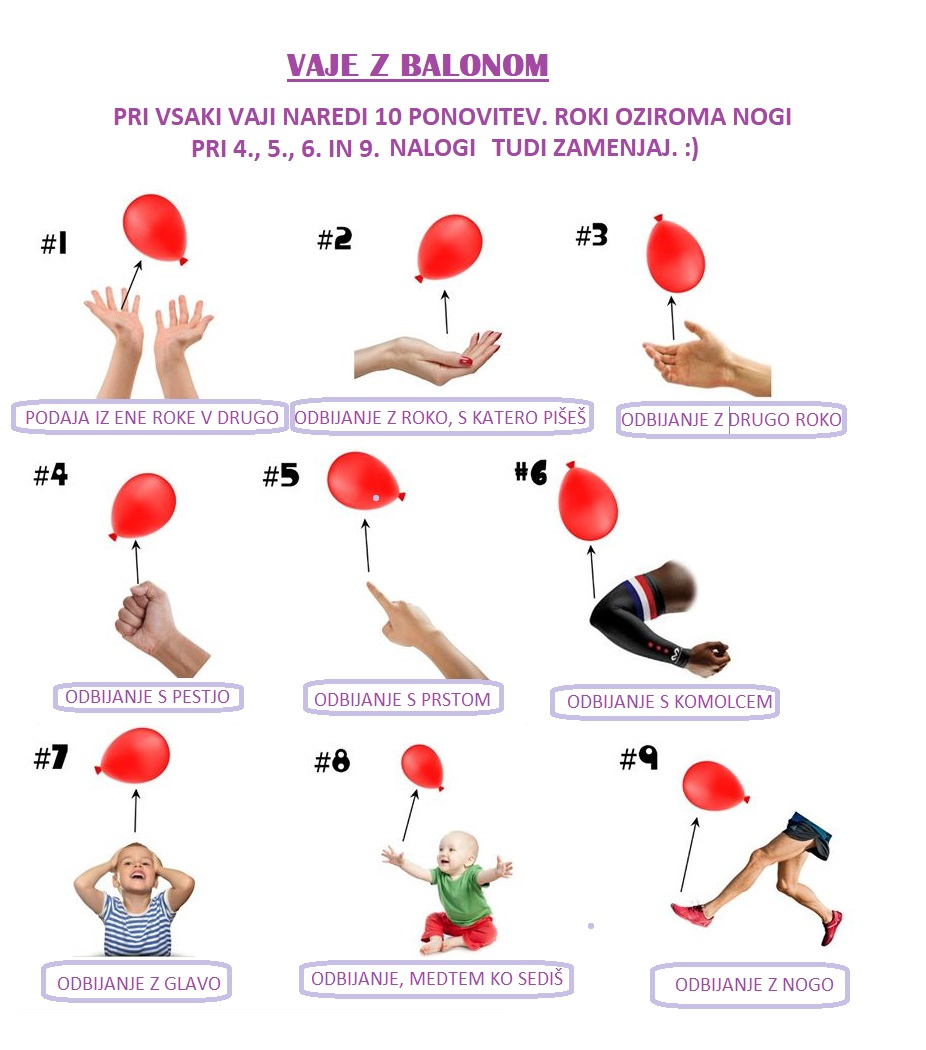 VAJE Z BALONOM
PRI VSAKI VAJI NAREDI 10 PONOVITEV. ROKI OZIROMA NOGI
PRI 4., 5., 6. IN 9. NALOGI TUDI ZAMENJAJ. :)
#1
#2
#3
PODAJA IZ ENE ROKE V DRUGO
ODBIJANJE Z ROKO, S KATERO PIŠEŠ
ODBIJANJE Z DRUGO ROKO
#4
#5
#6
ODBIJANJE S PESTJO
ODBIJANJE S PRSTOM
ODBIJANJE S KOMOLCEM
#7
#8
#9
ODBIJANJE Z GLAVO
ODBIJANJE, MEDTEM KO SEDIŠ
ODBIJANJE Z NOGO